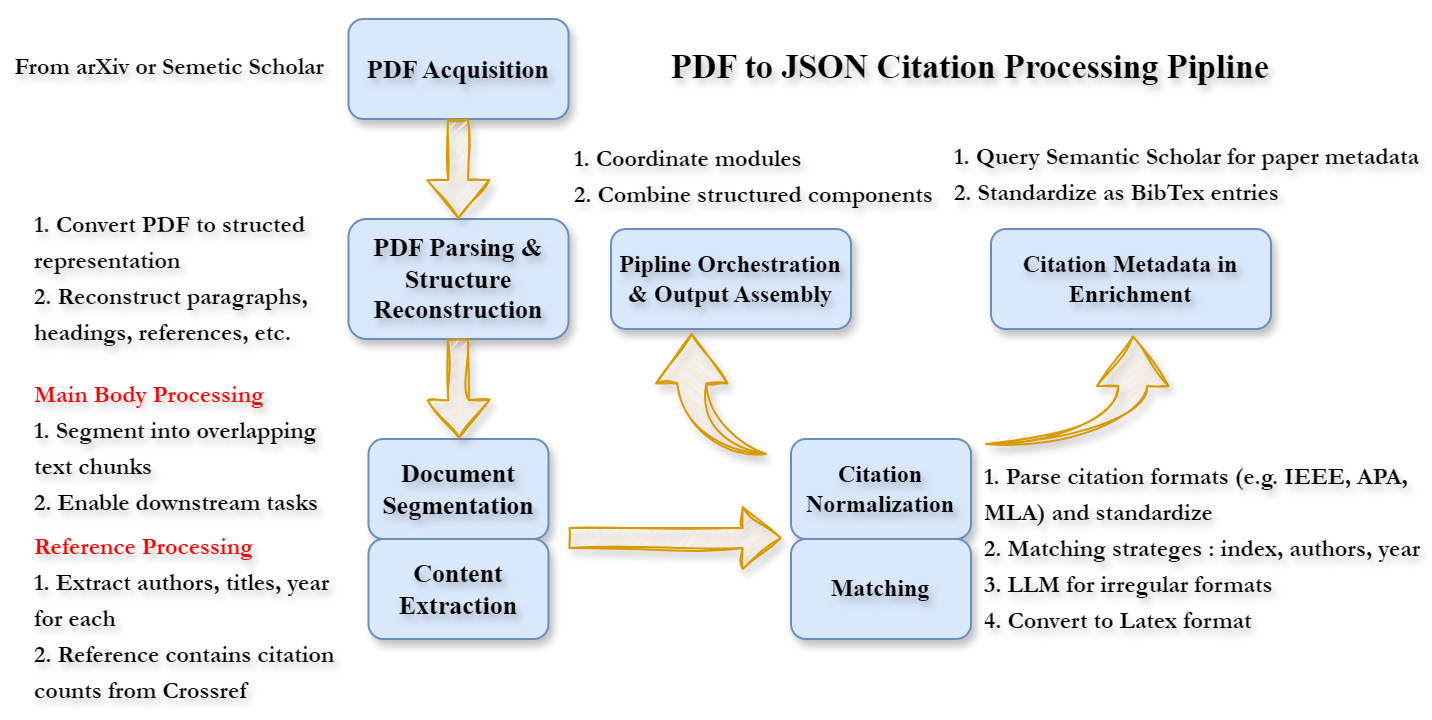 PDF to JSON Citation Processing Pipline
From arXiv or Semetic Scholar
PDF Acquisition
1. Convert PDF to structed
representation
2. Reconstruct paragraphs,
headings, references, etc.
PDF Parsing &
Structure
Reconstruction
Main Body Processing
1. Segment into overlapping
text chunks
2. Enable downstream tasks
Reference Processing
1. Extract authors, titles, year
for each
2. Reference contains citation
counts from Crossref
Document
Segmentation
Content
Extraction
Citation
Normalization
Matching
1. Parse citation formats (e.g. IEEE, APA,
MLA) and standardize
2. Matching strateges : index, authors, year
3. LLM for irregular formats
4. Convert to Latex format
1. Coordinate modules
2. Combine structured components
Pipline Orchestration
& Output Assembly
1. Query Semantic Scholar for paper metadata
2. Standardize as BibTex entries
Citation Metadata in
Enrichment